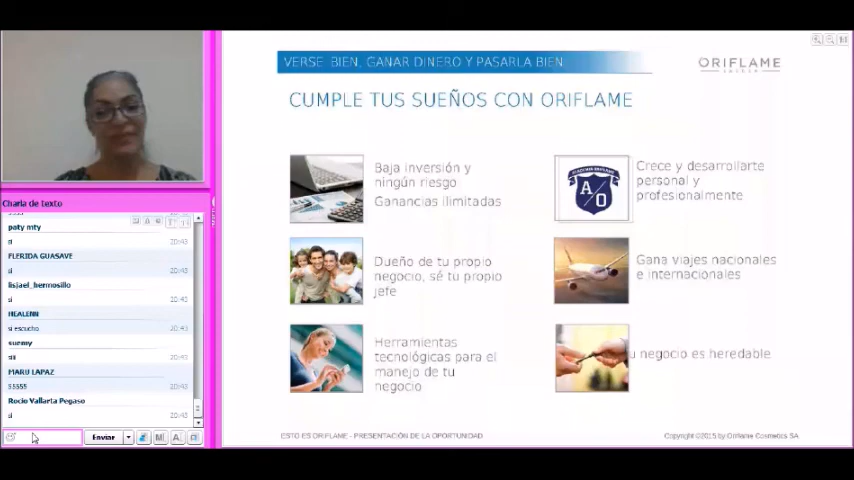 VERSE BIEN, GANAR DINERO Y PASARLA BIEN
ORIFLAME
SWEDEN
CUMPLE TUS SUEÑOS CON ORIFLAME
Baja inversión y
ningún riesgo
Ganancias ilimitadas
Crece y desarrollarte
personal y
profesionalmente
A/O
Dueño de tu propio
negocio, sé tu propio
jefe
Gana viajes nacionales
e internacionales
Herramientas
tecnológicas para el
manejo de tu
negocio
u negocio es heredable
ESTO ES ORIFLAME - PRESENTACIÓN DE LA OPORTUNIDAD
Copyright ©2015 by Oriflame Cosmetics SA
Charla de texto
paty mty
si 20:43
FLERIDA GUASAVE
si 20:43
lisjael_hermosillo
si 20:43
HEALENN
si escucho 20:43
suemy
siii 20:43
MARU LAPAZ
55555 20:43
Rocio Vallarta Pegaso
si 20:43
Enviar